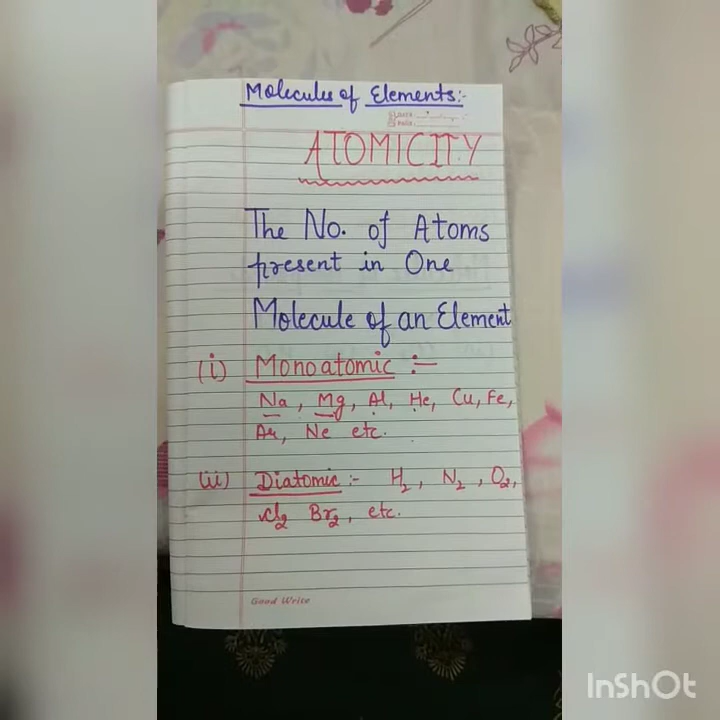 Molecules of Elements:-
ATOMICITY
The No. of Atoms
present in One
Molecule of an Element
(i) Monoatomic :-
Na, Mg, Al, He, Cu, Fe,
Ar, Ne etc.
(ii) Diatomic :- H₂, N₂, O₂,
Cl₂ Br₂, etc.
Good Write
InShOt